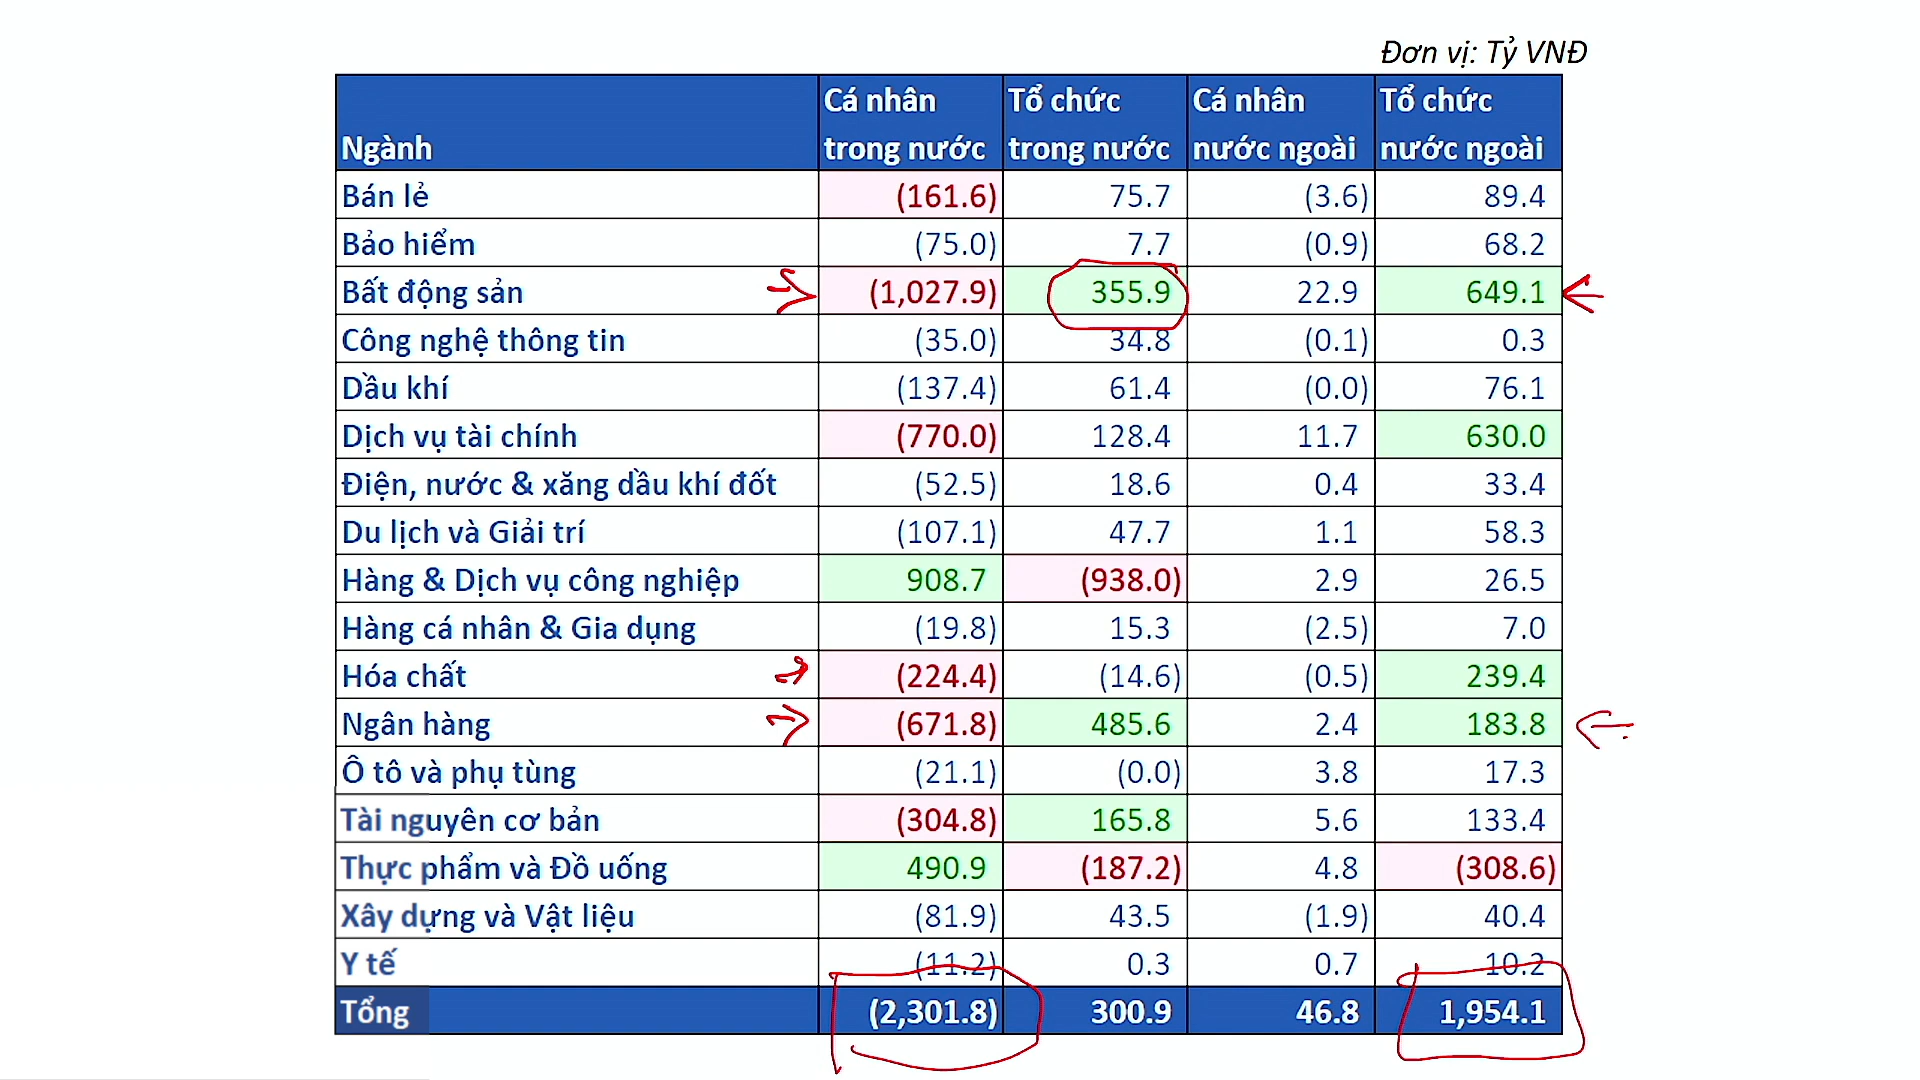 Đơn vị: Tỷ VNĐ
Ngành Cá nhân trong nước Tổ chức trong nước Cá nhân nước ngoài Tổ chức nước ngoài
Bán lẻ (161.6) 75.7 (3.6) 89.4
Bảo hiểm (75.0) 7.7 (0.9) 68.2
Bất động sản (1,027.9) 355.9 22.9 649.1
Công nghệ thông tin (35.0) 34.8 (0.1) 0.3
Dầu khí (137.4) 61.4 (0.0) 76.1
Dịch vụ tài chính (770.0) 128.4 11.7 630.0
Điện, nước & xăng dầu khí đốt (52.5) 18.6 0.4 33.4
Du lịch và Giải trí (107.1) 47.7 1.1 58.3
Hàng & Dịch vụ công nghiệp 908.7 (938.0) 2.9 26.5
Hàng cá nhân & Gia dụng (19.8) 15.3 (2.5) 7.0
Hóa chất (224.4) (14.6) (0.5) 239.4
Ngân hàng (671.8) 485.6 2.4 183.8
Ô tô và phụ tùng (21.1) (0.0) 3.8 17.3
Tài nguyên cơ bản (304.8) 165.8 5.6 133.4
Thực phẩm và Đồ uống 490.9 (187.2) 4.8 (308.6)
Xây dựng và Vật liệu (81.9) 43.5 (1.9) 40.4
Y tế (11.2) 0.3 0.7 10.2
Tổng (2,301.8) 300.9 46.8 1,954.1